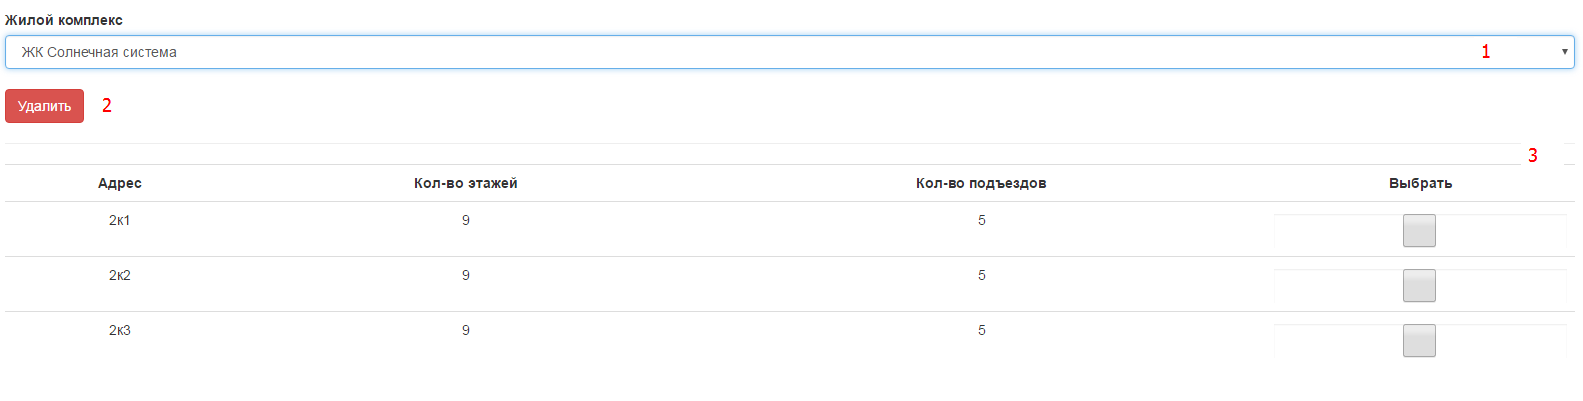 Жилой комплекс
ЖК Солнечная система 1
Удалить 2
3
Адрес Кол-во этажей Кол-во подъездов Выбрать
2к1 9 5
2к2 9 5
2к3 9 5